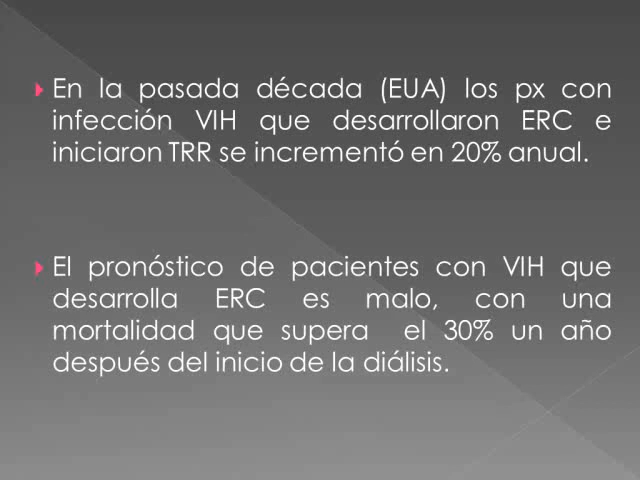 En la pasada década (EUA) los px con
infección VIH que desarrollaron ERC e
iniciaron TRR se incrementó en 20% anual.
El pronóstico de pacientes con VIH que
desarrolla ERC es malo, con una
mortalidad que supera el 30% un año
después del inicio de la diálisis.